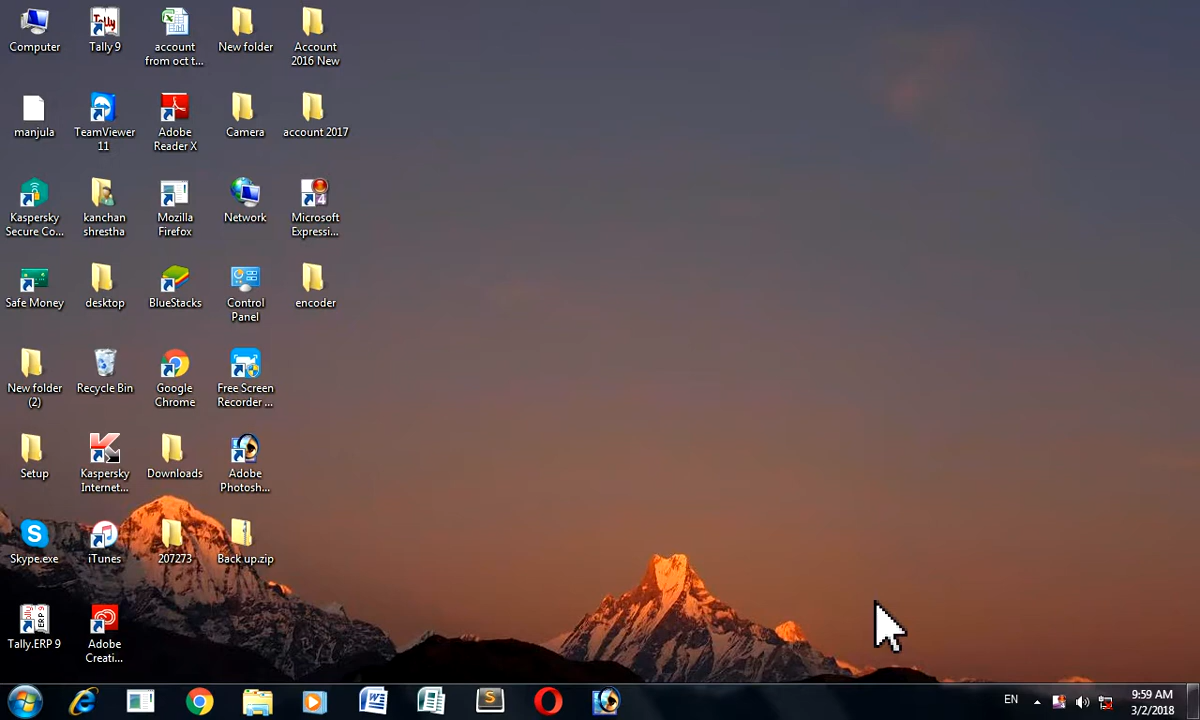 Computer
Tally 9
account
from oct t...
New folder
Account
2016 New
manjula
TeamViewer
11
Adobe
Reader X
Camera
account 2017
Kaspersky
Secure Co...
kanchan
shrestha
Mozilla
Firefox
Network
Microsoft
Expressi...
Safe Money
desktop
BlueStacks
Control
Panel
encoder
New folder
(2)
Recycle Bin
Google
Chrome
Free Screen
Recorder ...
Setup
Kaspersky
Internet...
Downloads
Adobe
Photosh...
Skype.exe
iTunes
207273
Back up.zip
Tally.ERP 9
Adobe
Creati...
EN
9:59 AM
3/2/2018